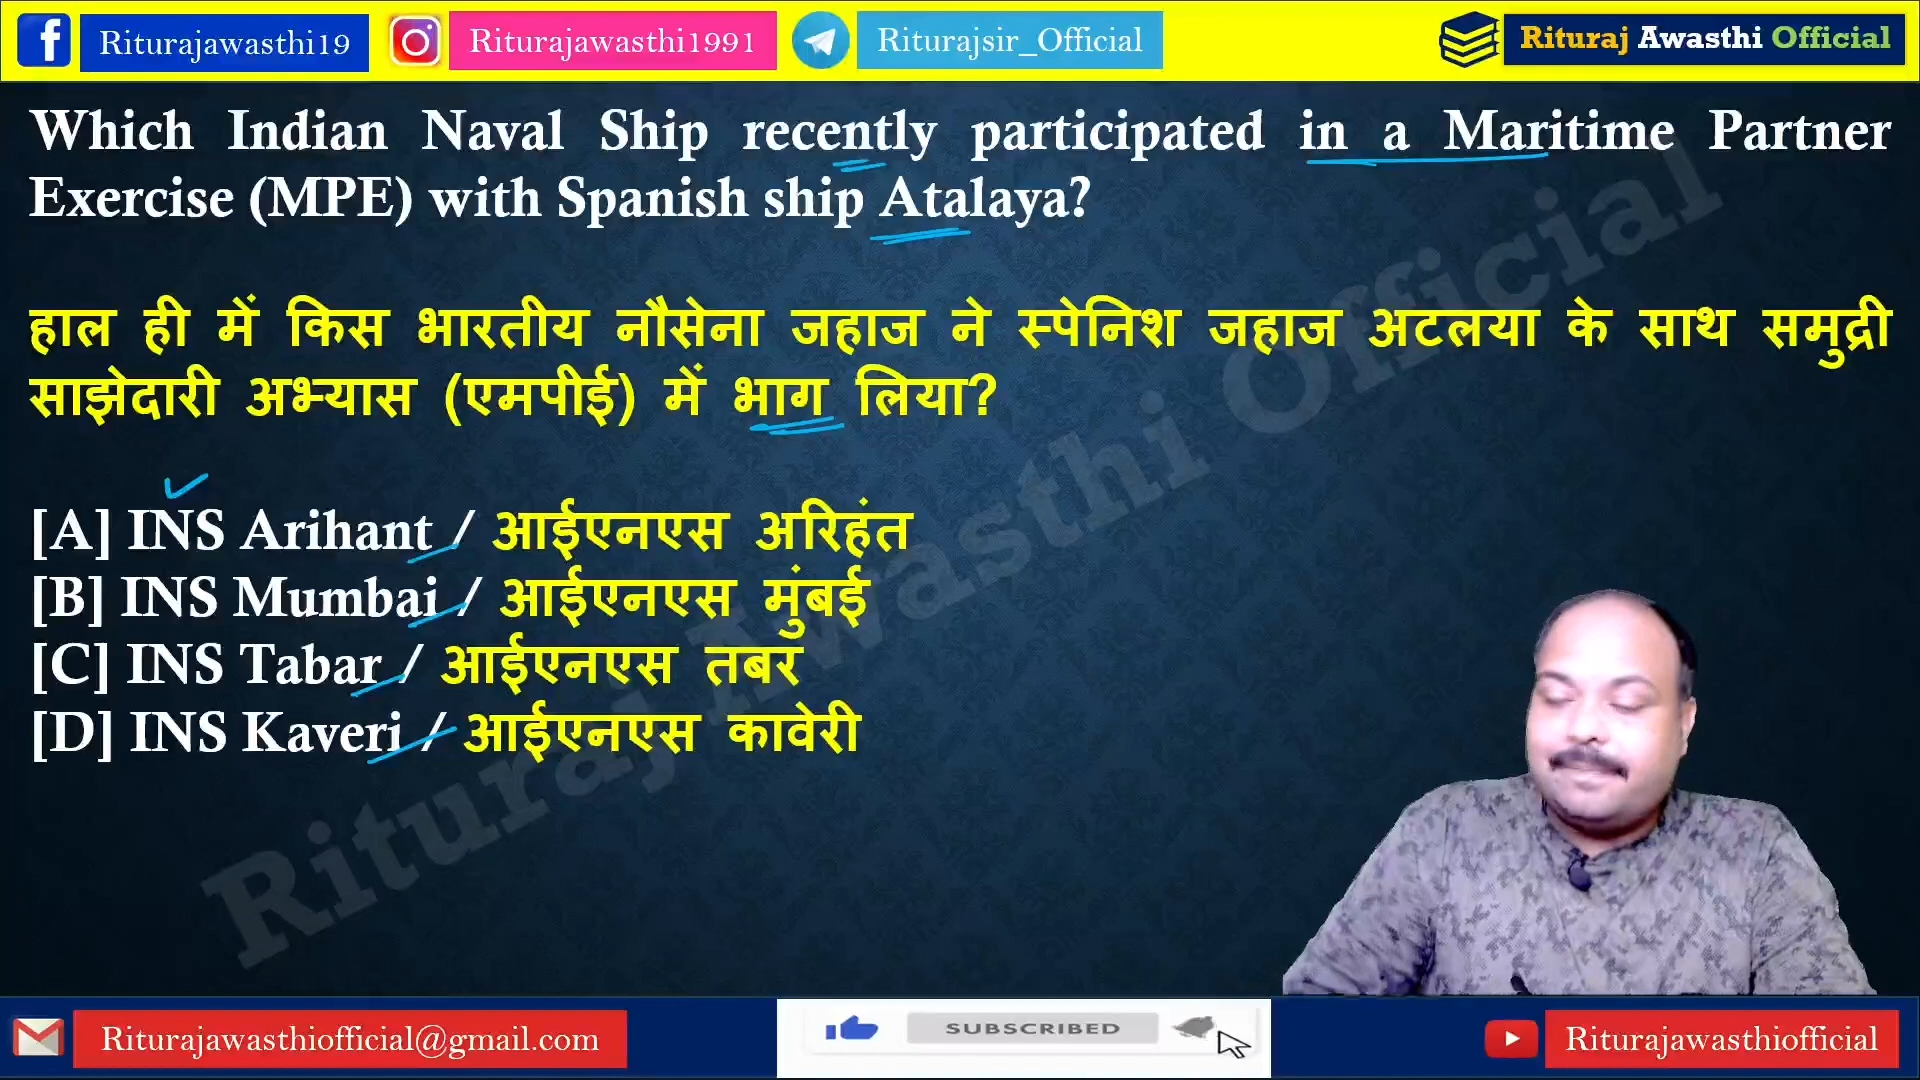 Riturajawasthi19
Riturajawasthi1991
Riturajsir_Official
Rituraj Awasthi Official
Which Indian Naval Ship recently participated in a Maritime Partner
Exercise (MPE) with Spanish ship Atalaya?
हाल ही में किस भारतीय नौसेना जहाज ने स्पेनिश जहाज अटलया के साथ समुद्री
साझेदारी अभ्यास (एमपीई) में भाग लिया?
[A] INS Arihant / आईएनएस अरिहंत
[B] INS Mumbai / आईएनएस मुंबई
[C] INS Tabar / आईएनएस तबर
[D] INS Kaveri / आईएनएस कावेरी
Rituraj Awasthi Official
Riturajawasthiofficial@gmail.com
SUBSCRIBED
Riturajawasthiofficial